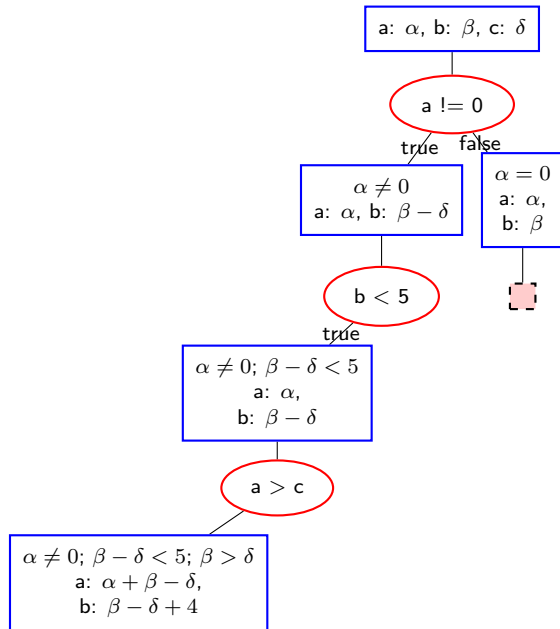 a: α, b: β, c: δ
a != 0
true
false
α ≠ 0
a: α, b: β − δ
α = 0
a: α,
b: β
b < 5
true
α ≠ 0; β − δ < 5
a: α,
b: β − δ
a > c
α ≠ 0; β − δ < 5; β > δ
a: α + β − δ,
b: β − δ + 4